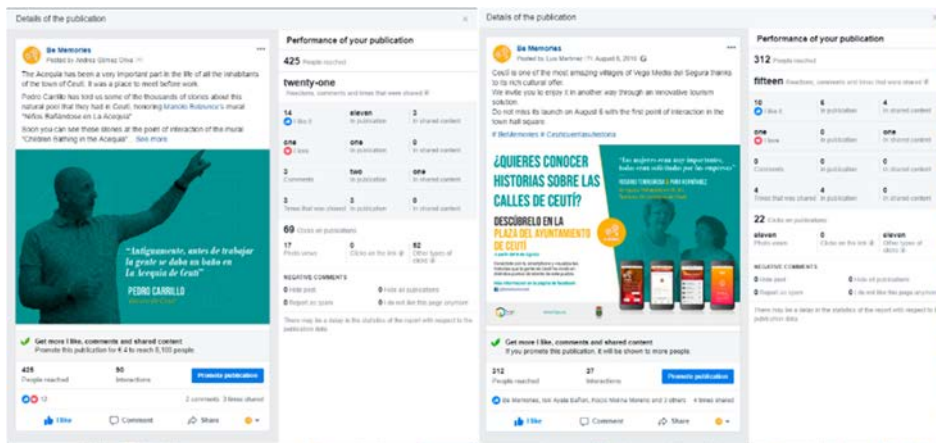 Details of the publication
Be Memories
Posted by Andrea Gómez Oliva
The Acequia has been a very important part in the life of all the inhabitants
of the town of Ceutí. It was a place to meet before work.
Pedro Carrillo has told us some of the thousands of stories about this
natural pool that they had in Ceutí, honoring Manolo Robunca's mural
"Niños Bañándose en La Acequia"
Soon you can see these stories at the point of interaction of the mural
"Children Bathing in the Acequia"... See more
"Antiguamente, antes de trabajar
la gente se daba un baño en
la Acequia de Ceutí"
PEDRO CARRILLO
Get more I like, comments and shared content
Promote this publication for € 4 to reach 8,100 people.
425
People reached
90
Interactions
Promote publication
12
2 comments 3 times shared
I like
Comment
Share
Performance of your publication
425 People reached
twenty-one
Reactions, comments and times that were shared
14
I like it
eleven
In publication
3
In shared content
one
I love
one
In publication
0
In shared content
3
Comments
two
In publication
one
In shared content
3
Times that was shared
3
In publication
0
In shared content
69 Clicks on publications
17
Photo views
0
Clicks on the link
52
Other types of
clicks
NEGATIVE COMMENTS
0 Hide post
0 Hide all publications
0 Report as spam
0 I do not like this page anymore
There may be a delay in the statistics of the report with respect to the
publication data.
Details of the publication
Be Memories
Posted by Luis Martinez August 6, 2018
Ceutí is one of the most amazing villages of Vega Media del Segura thanks
to its rich cultural offer.
We invite you to enjoy it in another way through an innovative tourism
solution.
Do not miss its launch on August 6 with the first point of interaction in the
town hall square.
¿QUIERES CONOCER
HISTORIAS SOBRE LAS
CALLES DE CEUTÍ?
DESCÚBRELO EN LA
PLAZA DEL AYUNTAMIENTO
DE CEUTÍ
"Las mujeres eran muy importantes,
todas eran solicitadas por las empresas"
Get more I like, comments and shared content
If you promote this publication, it will be shown to more people.
312
People reached
37
Interactions
Promote publication
4 times shared
I like
Comment
Share
Performance of your publication
312 People reached
fifteen Reactions, comments and times that were shared
10
I like it
6
In publication
4
In shared content
one
I love
0
In publication
one
In shared content
0
Comments
0
In publication
0
In shared content
4
Times that was shared
4
In publication
0
In shared content
22 Clicks on publications
eleven
Photo views
0
Clicks on the link
eleven
Other types of
clicks
NEGATIVE COMMENTS
0 Hide post
0 Hide all publications
0 Report as spam
0 I do not like this page anymore
There may be a delay in the statistics of the report with respect to the
publication data.